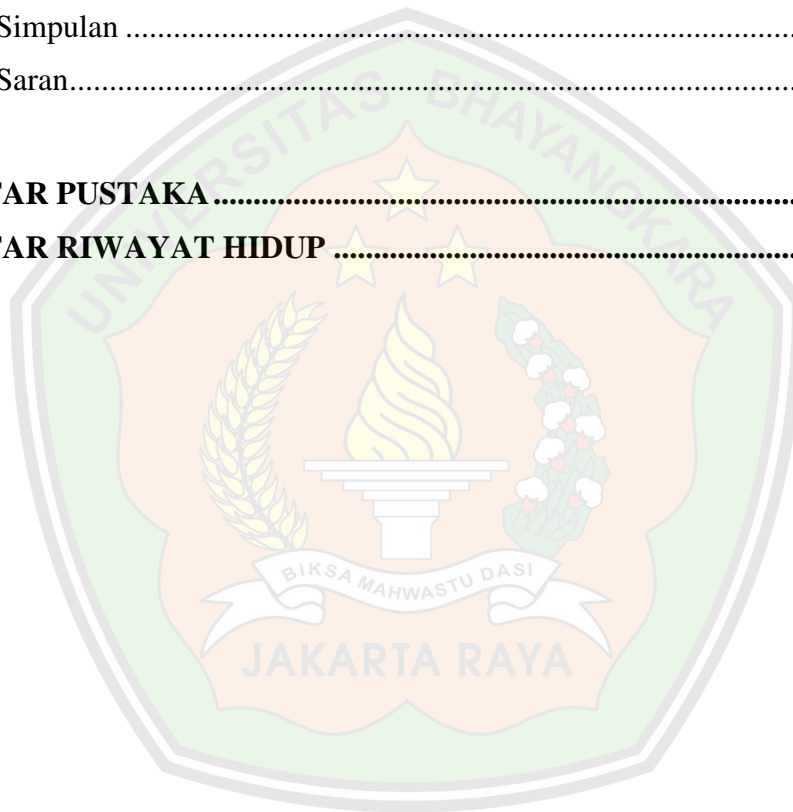 Simpulan ....................................................................................
Saran...........................................................................................
TAR PUSTAKA.........................................................................
TAR RIWAYAT HIDUP ..........................................................
UNIVERSITAS BHAYANGKARA
BIKSA MAHWASTU DASI
JAKARTA RAYA